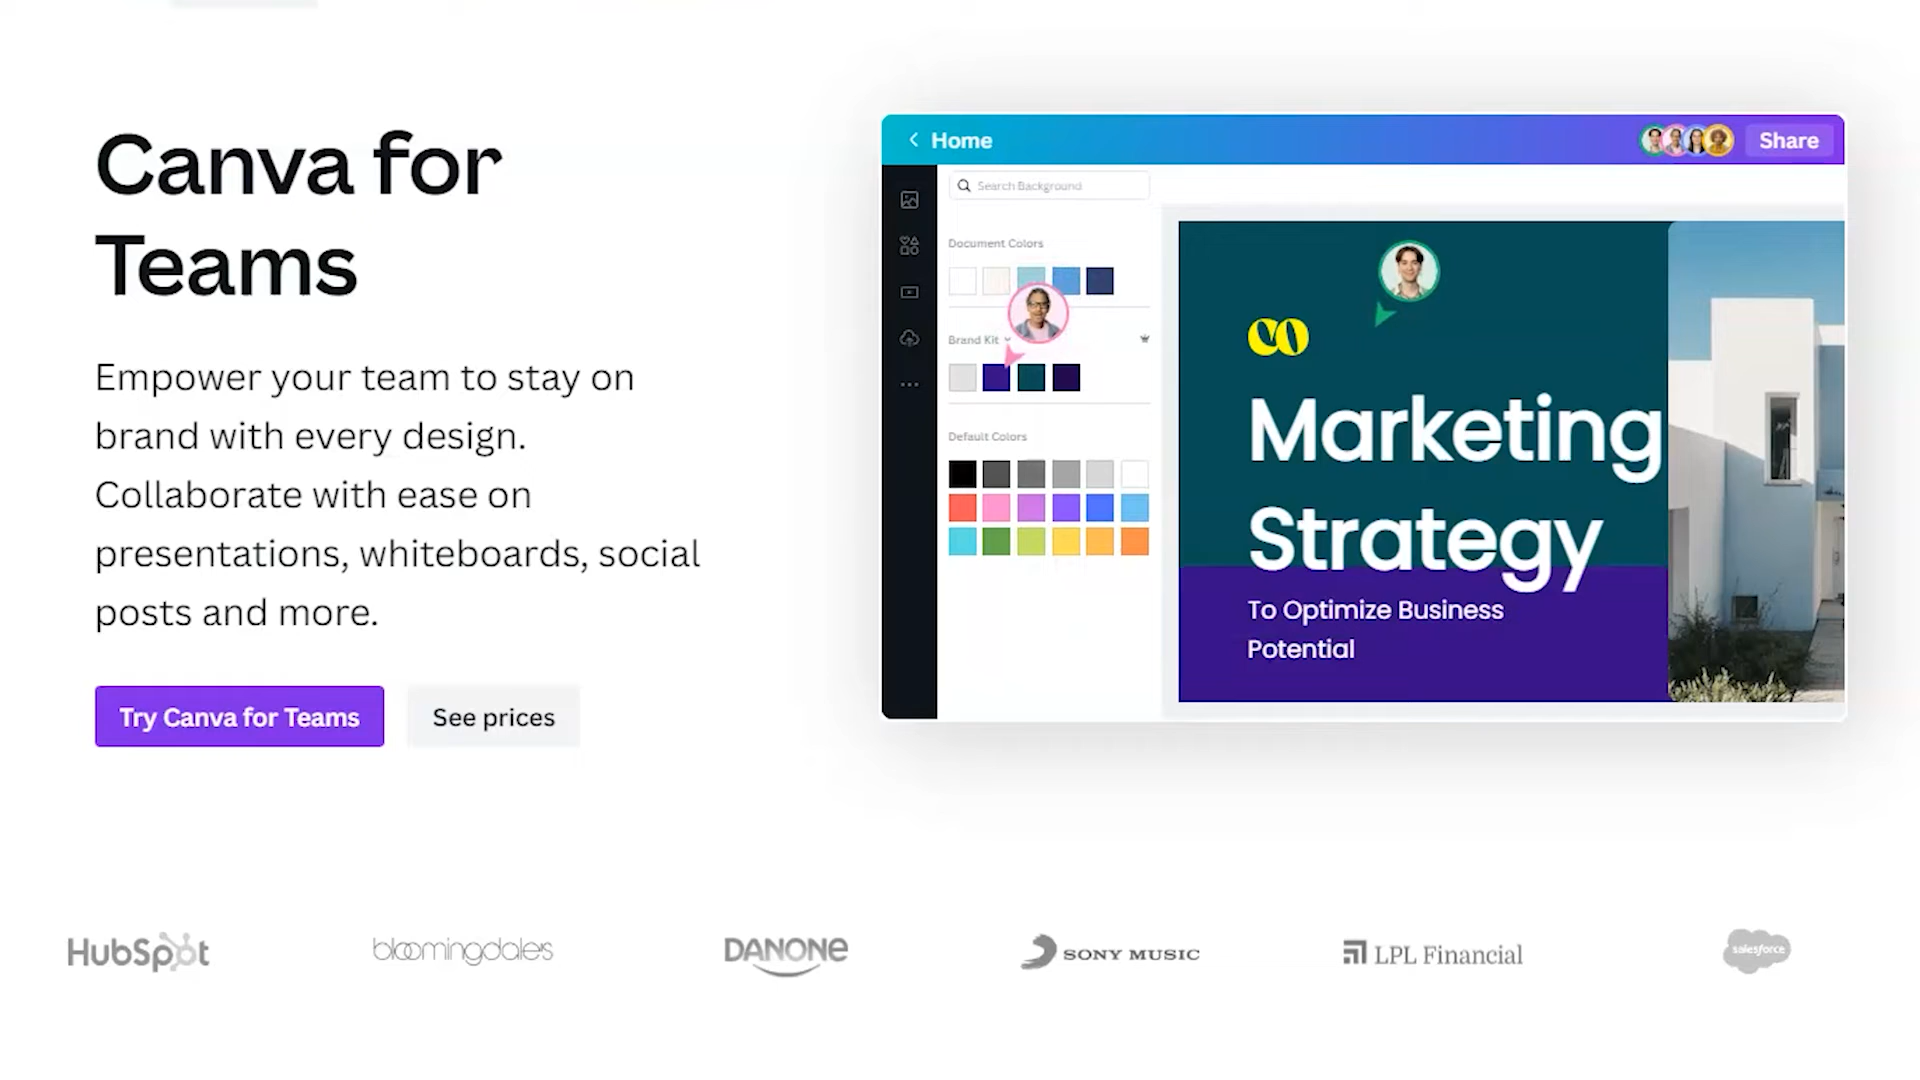 Canva for
Teams
Empower your team to stay on
brand with every design.
Collaborate with ease on
presentations, whiteboards, social
posts and more.
Try Canva for Teams
See prices
Home
Share
Search Background
Document Colors
Brand Kit
Default Colors
CO
Marketing
Strategy
To Optimize Business
Potential
HubSpot
bloomingdale's
DANONE
SONY MUSIC
LPL Financial
salesforce